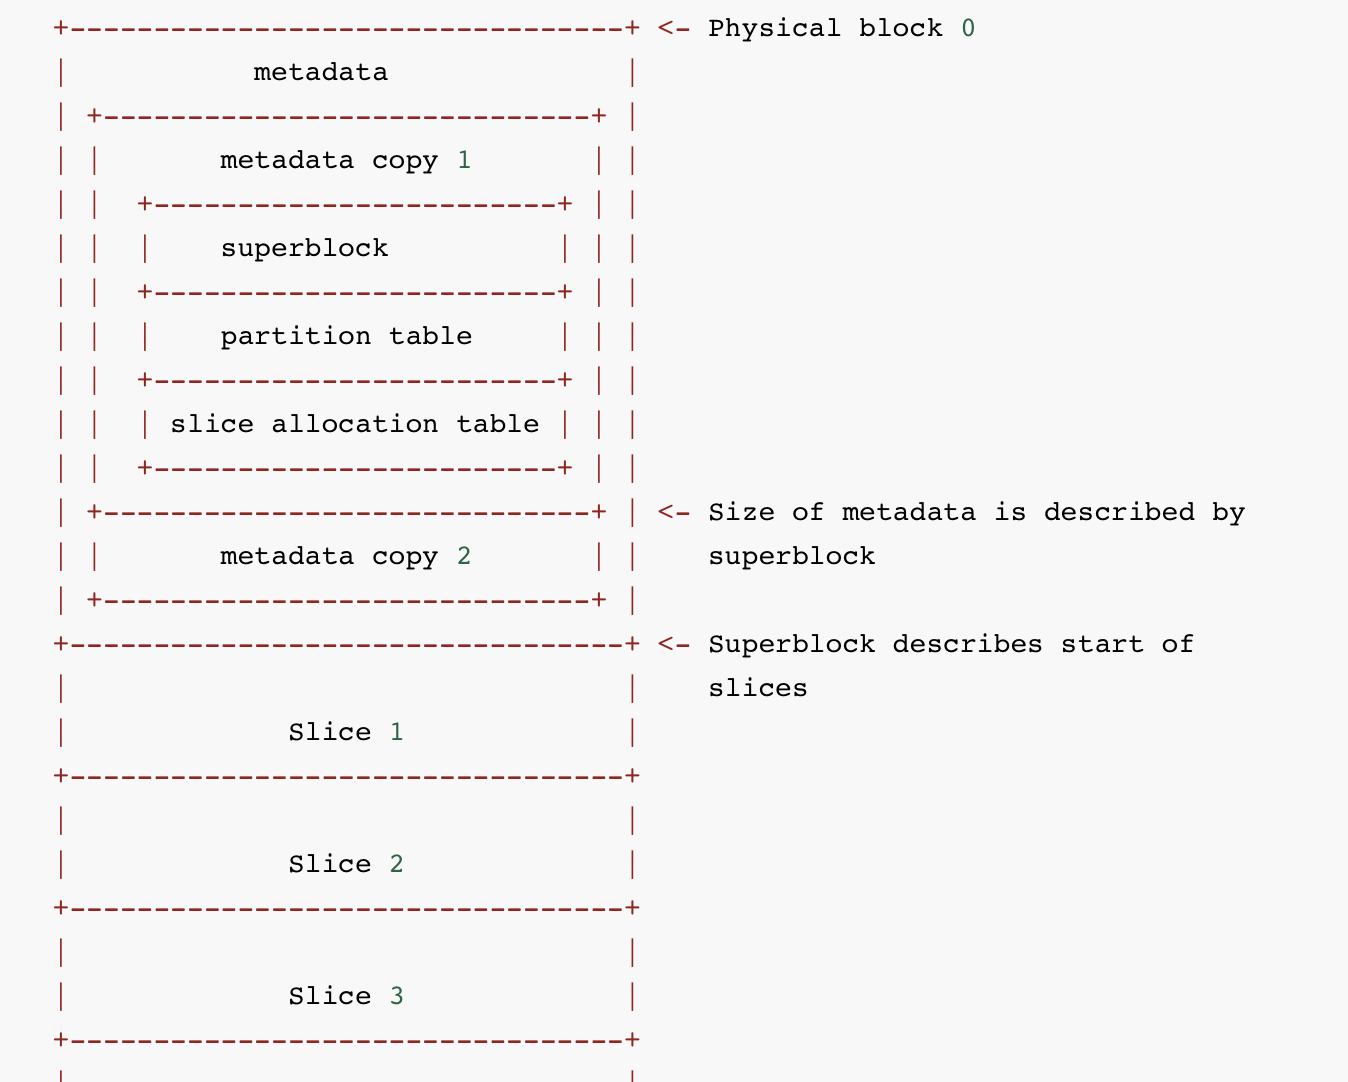 +---------------------------------+ <- Physical block 0
|           metadata              |
| +-----------------------------+ |
| |       metadata copy 1       | |
| |  +------------------------+ | |
| |  |    superblock          | | |
| |  +------------------------+ | |
| |  |    partition table     | | |
| |  +------------------------+ | |
| |  | slice allocation table | | |
| |  +------------------------+ | |
| +-----------------------------+ | <- Size of metadata is described by
| |       metadata copy 2       | |    superblock
| +-----------------------------+ |
+---------------------------------+ <- Superblock describes start of
|                                 |    slices
|             Slice 1             |
+---------------------------------+
|                                 |
|             Slice 2             |
+---------------------------------+
|                                 |
|             Slice 3             |
+---------------------------------+
|                                 |